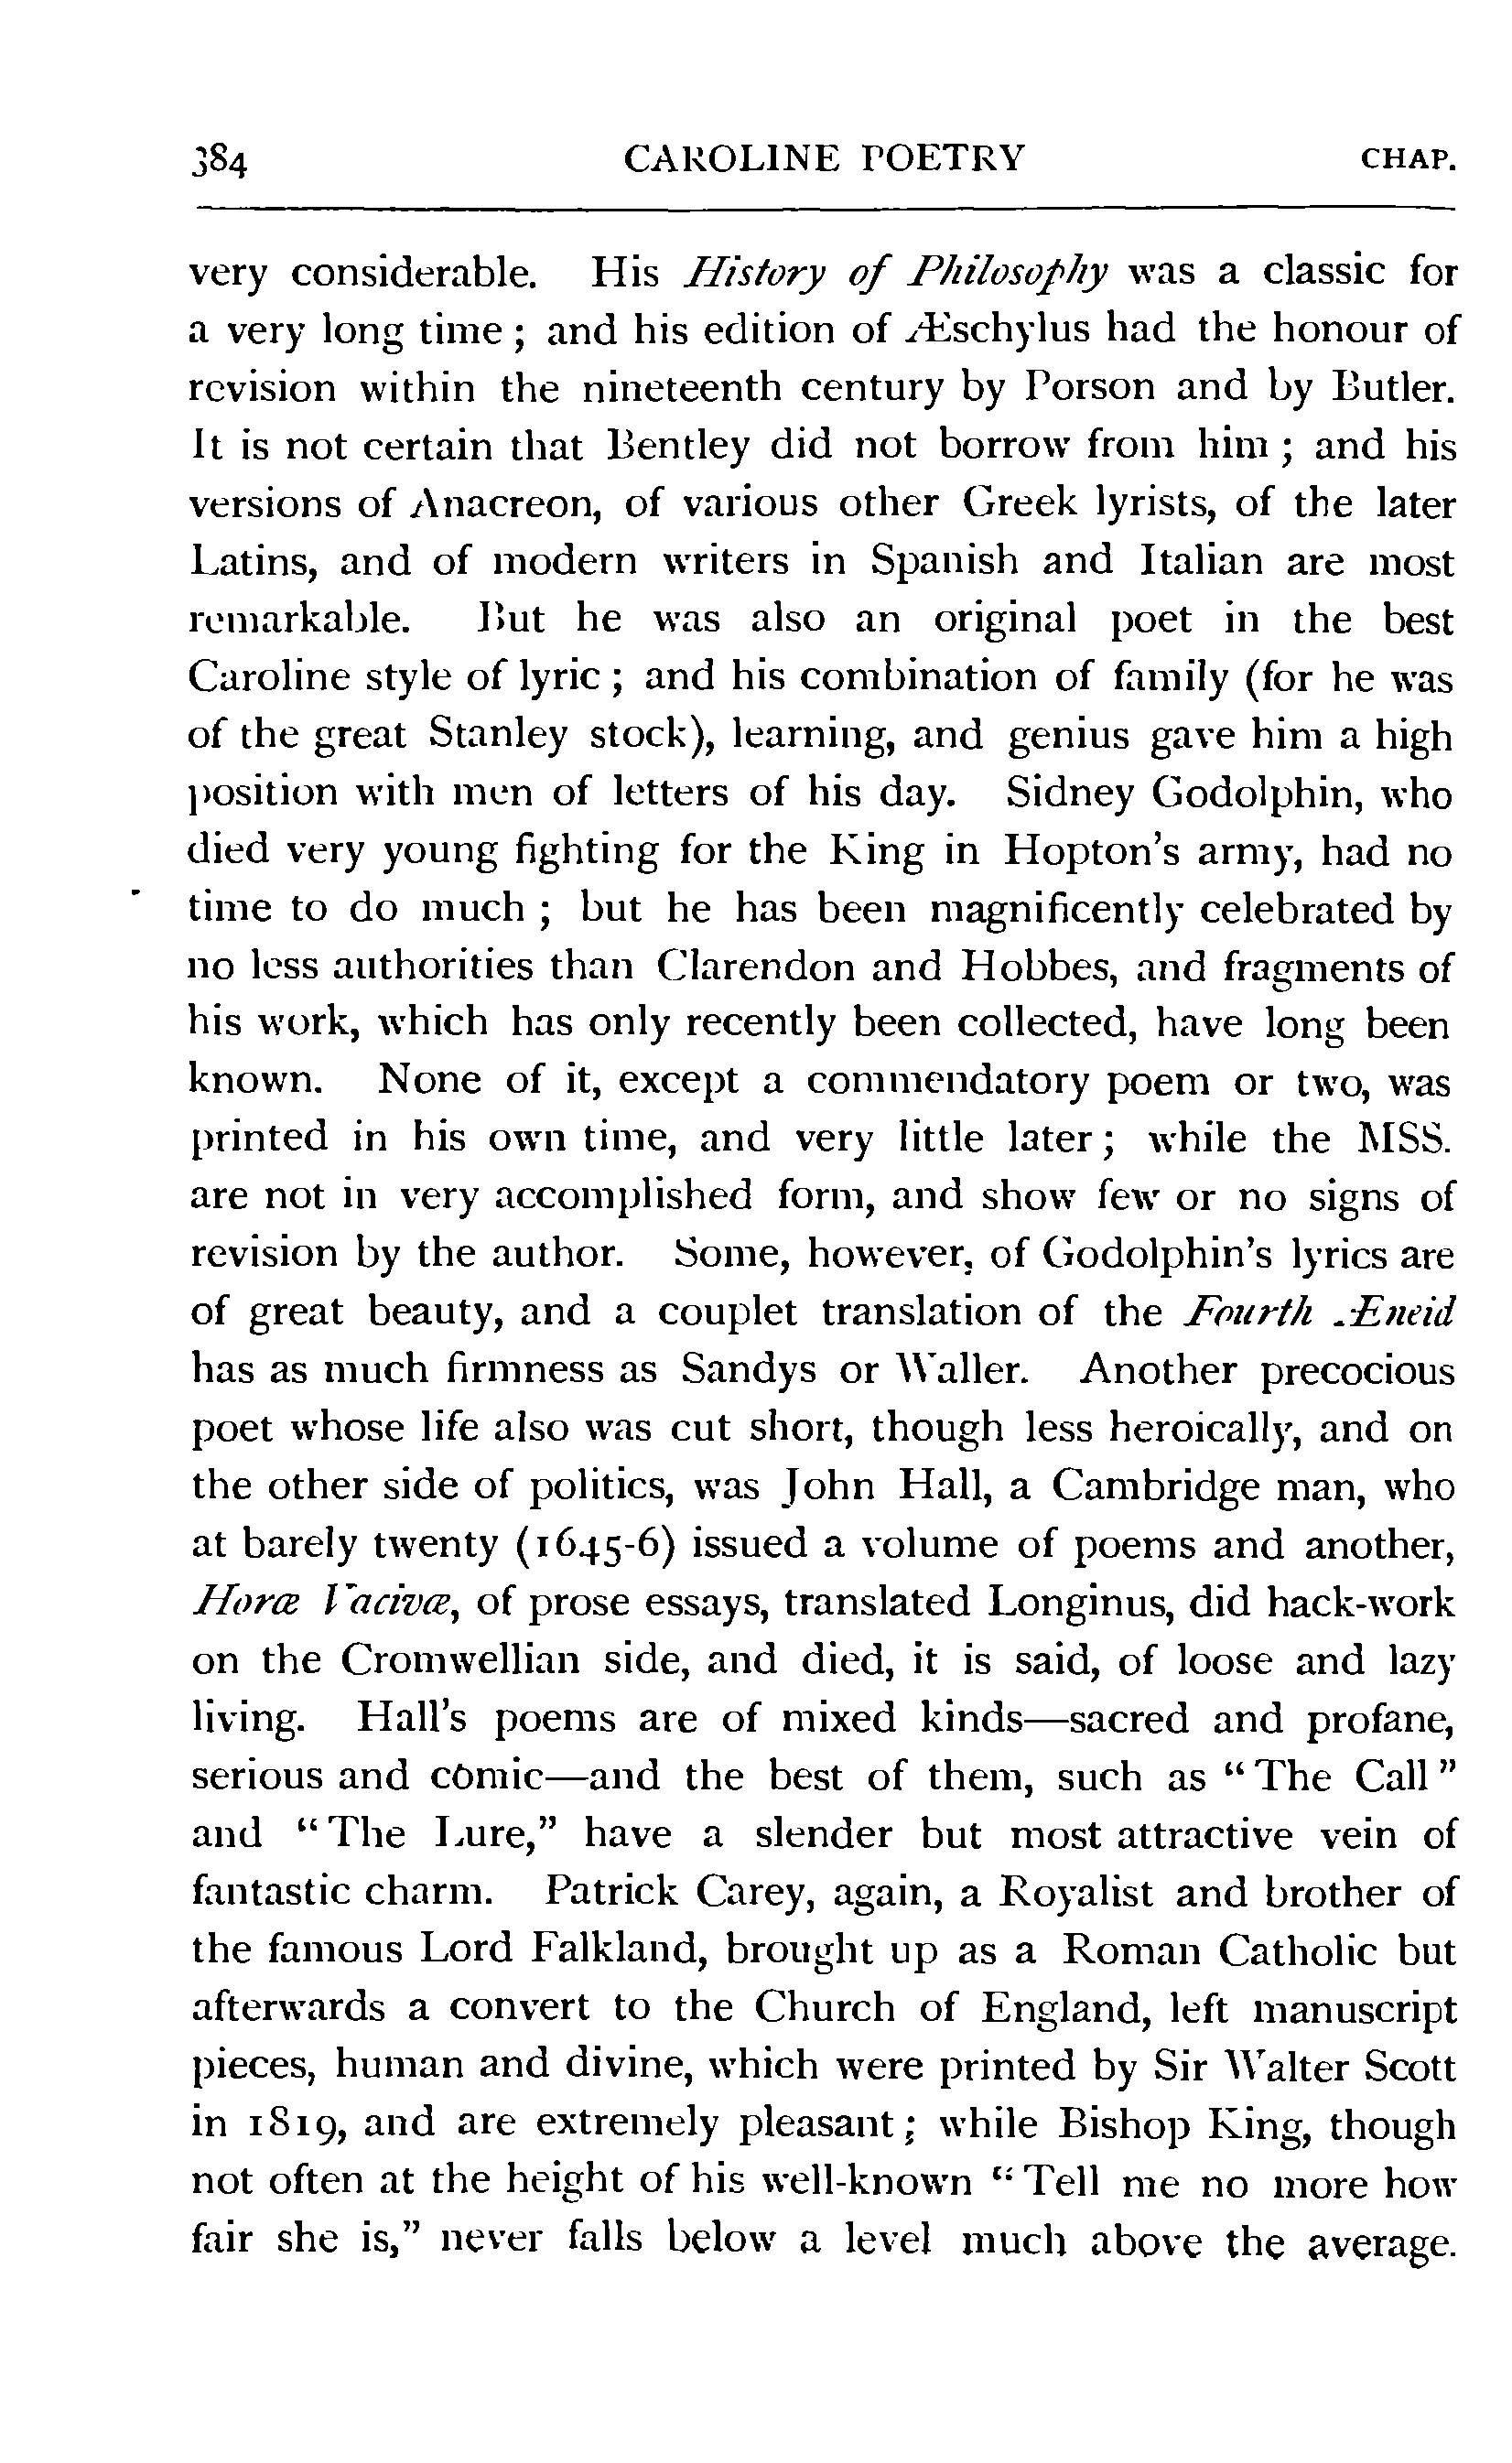 384 CAROLINE POETRY CHAP.
very considerable. His History of Philosophy was a classic for
a very long time ; and his edition of Æschylus had the honour of
revision within the nineteenth century by Porson and by Butler.
It is not certain that Bentley did not borrow from him ; and his
versions of Anacreon, of various other Greek lyrists, of the later
Latins, and of modern writers in Spanish and Italian are most
remarkable. But he was also an original poet in the best
Caroline style of lyric ; and his combination of family (for he was
of the great Stanley stock), learning, and genius gave him a high
position with men of letters of his day. Sidney Godolphin, who
died very young fighting for the King in Hopton's army, had no
time to do much ; but he has been magnificently celebrated by
no less authorities than Clarendon and Hobbes, and fragments of
his work, which has only recently been collected, have long been
known. None of it, except a commendatory poem or two, was
printed in his own time, and very little later ; while the MSS.
are not in very accomplished form, and show few or no signs of
revision by the author. Some, however, of Godolphin's lyrics are
of great beauty, and a couplet translation of the Fourth Æneid
has as much firmness as Sandys or Waller. Another precocious
poet whose life also was cut short, though less heroically, and on
the other side of politics, was John Hall, a Cambridge man, who
at barely twenty (1645-6) issued a volume of poems and another,
Horæ Vacivæ, of prose essays, translated Longinus, did hack-work
on the Cromwellian side, and died, it is said, of loose and lazy
living. Hall's poems are of mixed kinds—sacred and profane,
serious and comic—and the best of them, such as "The Call"
and "The Lure," have a slender but most attractive vein of
fantastic charm. Patrick Carey, again, a Royalist and brother of
the famous Lord Falkland, brought up as a Roman Catholic but
afterwards a convert to the Church of England, left manuscript
pieces, human and divine, which were printed by Sir Walter Scott
in 1819, and are extremely pleasant ; while Bishop King, though
not often at the height of his well-known "Tell me no more how
fair she is," never falls below a level much above the average.